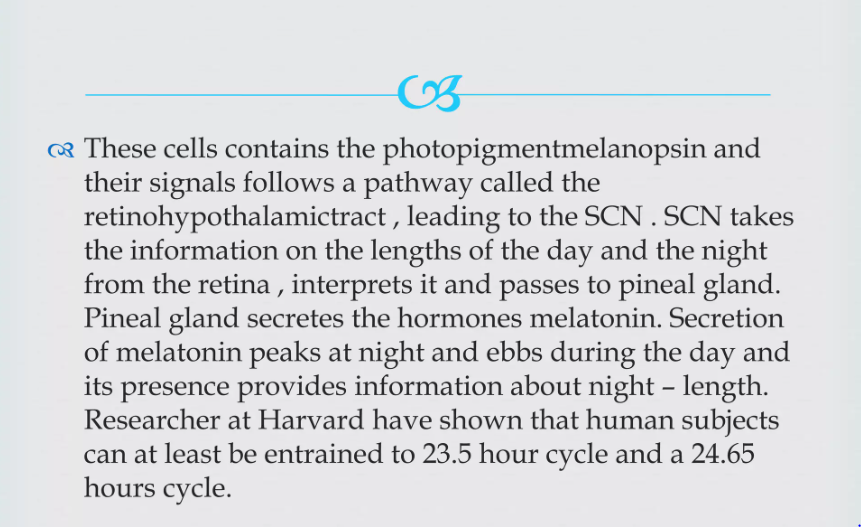 These cells contains the photopigmentmelanopsin and
their signals follows a pathway called the
retinohypothalamictract , leading to the SCN . SCN takes
the information on the lengths of the day and the night
from the retina , interprets it and passes to pineal gland.
Pineal gland secretes the hormones melatonin. Secretion
of melatonin peaks at night and ebbs during the day and
its presence provides information about night – length.
Researcher at Harvard have shown that human subjects
can at least be entrained to 23.5 hour cycle and a 24.65
hours cycle.